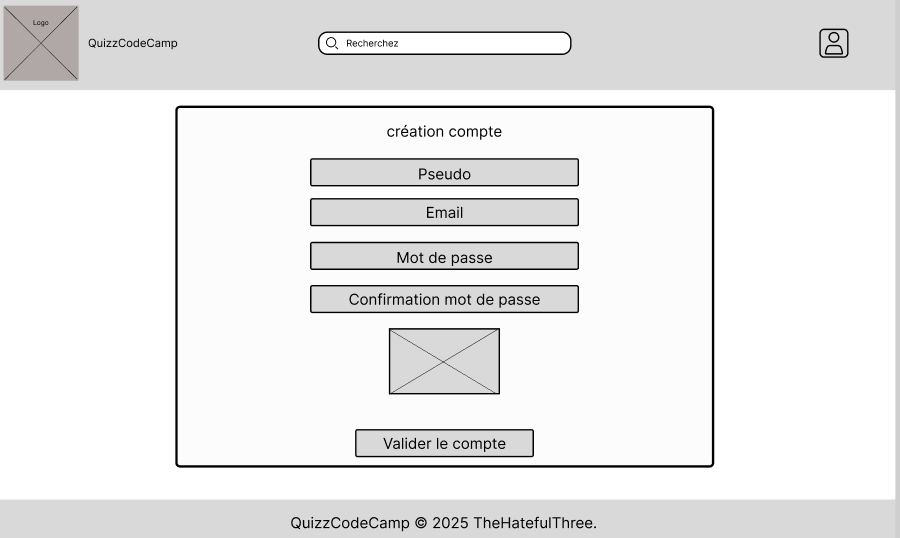 Logo
QuizzCodeCamp
Recherchez
création compte
Pseudo
Email
Mot de passe
Confirmation mot de passe
Valider le compte
QuizzCodeCamp © 2025 TheHatefulThree.